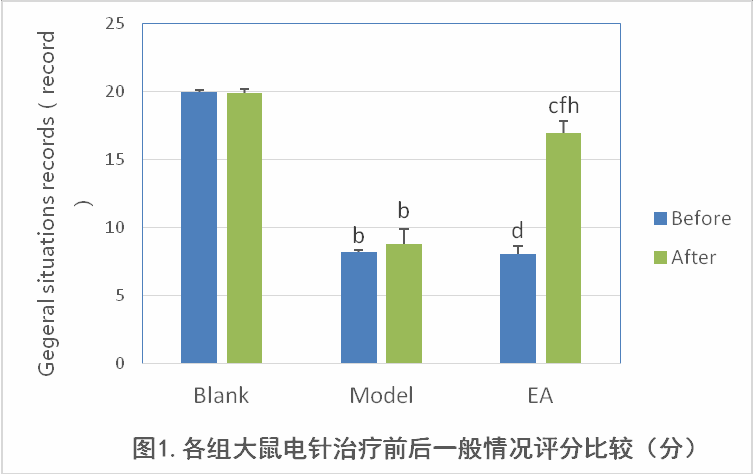 25
20
15
10
5
0
Gegeral situations records（ record
）
b
b
d
cfh
Before
After
Blank Model EA
图1. 各组大鼠电针治疗前后一般情况评分比较（分）